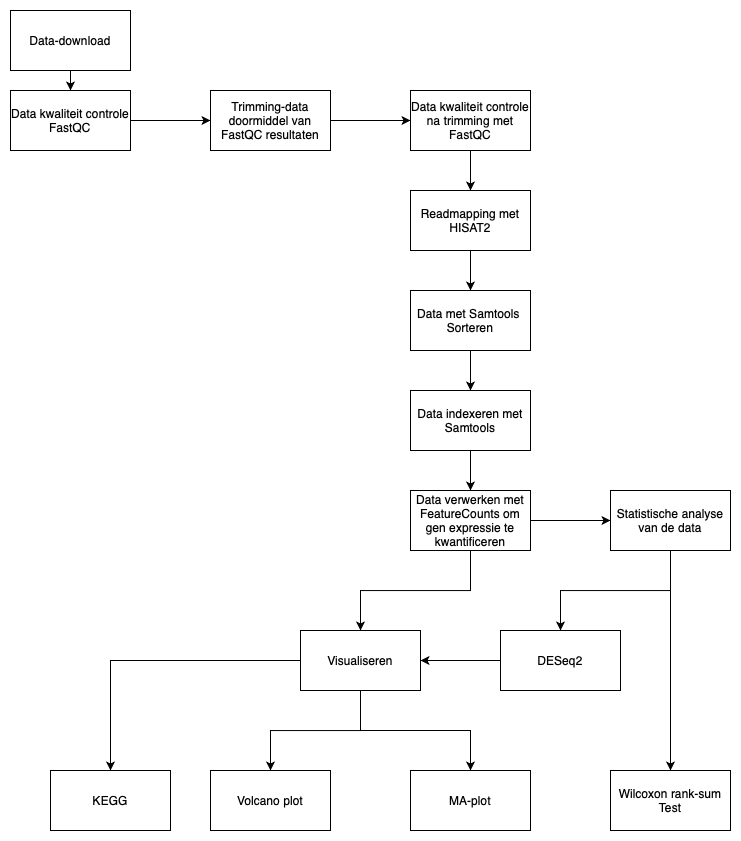 Data-download
Data kwaliteit controle
FastQC
Trimming-data
doormiddel van
FastQC resultaten
Data kwaliteit controle
na trimming met
FastQC
Readmapping met
HISAT2
Data met Samtools
Sorteren
Data indexeren met
Samtools
Data verwerken met
FeatureCounts om
gen expressie te
kwantificeren
Statistische analyse
van de data
Visualiseren
DESeq2
KEGG
Volcano plot
MA-plot
Wilcoxon rank-sum
Test